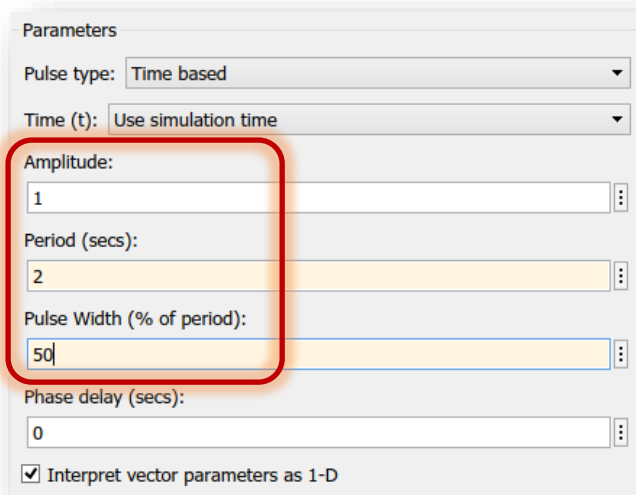 Parameters
Pulse type: Time based
Time (t): Use simulation time
Amplitude:
1
Period (secs):
2
Pulse Width (% of period):
50
Phase delay (secs):
0
Interpret vector parameters as 1-D